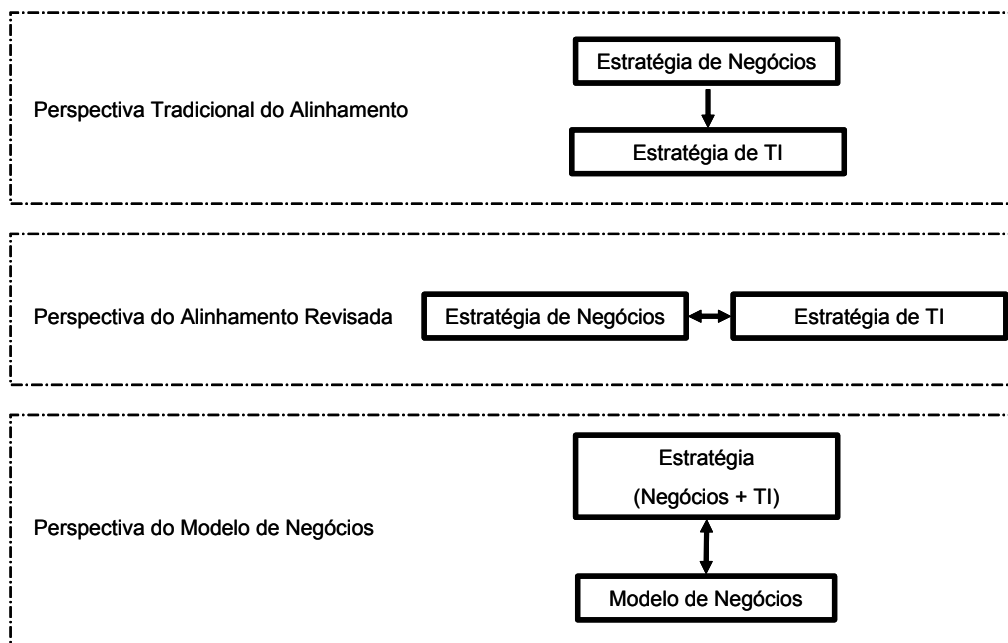 Estratégia de Negócios
Perspectiva Tradicional do Alinhamento
Estratégia de TI
Perspectiva do Alinhamento Revisada
Estratégia de Negócios
Estratégia de TI
Estratégia
(Negócios + TI)
Perspectiva do Modelo de Negócios
Modelo de Negócios